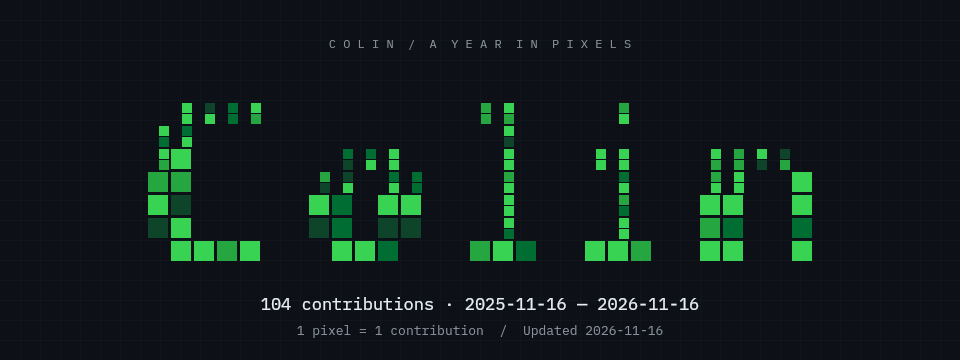 COLIN / A YEAR IN PIXELS
Colin
104 contributions · 2025-11-16 — 2026-11-16
1 pixel = 1 contribution / Updated 2026-11-16